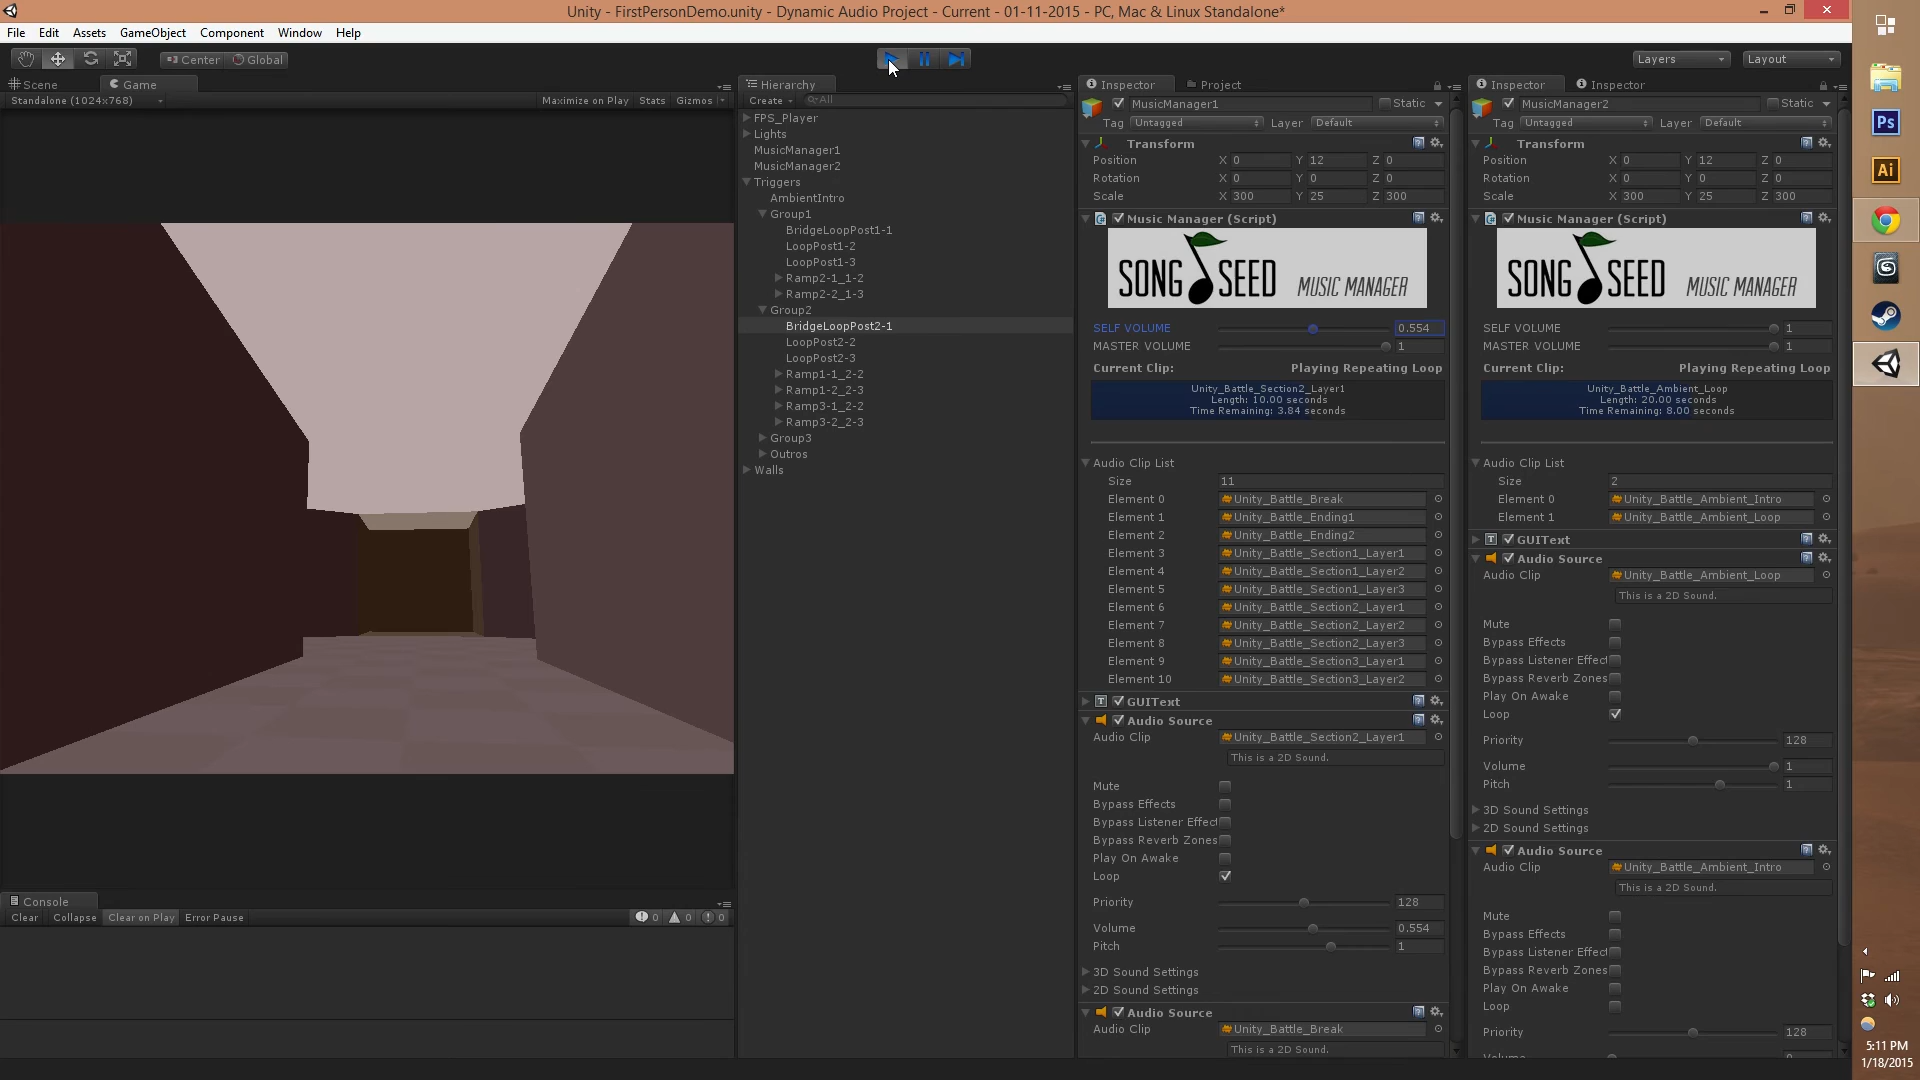 Unity - FirstPersonDemo.unity - Dynamic Audio Project - Current - 01-11-2015 - PC, Mac & Linux Standalone*
File Edit Assets GameObject Component Window Help
Center Global
Layers Layout
Scene Game
Standalone (1024x768)
Maximize on Play Stats Gizmos
Hierarchy
Create All
FPS_Player
Lights
MusicManager1
MusicManager2
Triggers
AmbientIntro
Group1
BridgeLoopPost1-1
LoopPost1-2
LoopPost1-3
Ramp2-1_1-2
Ramp2-2_1-3
Group2
BridgeLoopPost2-1
LoopPost2-2
LoopPost2-3
Ramp1-1_2-2
Ramp1-2_2-3
Ramp3-1_2-2
Ramp3-2_2-3
Group3
Outros
Walls
Console
Clear Collapse Clear on Play Error Pause
0 0 0
Inspector Project
MusicManager1 Static
Tag Untagged Layer Default
Transform
Position X 0 Y 12 Z 0
Rotation X 0 Y 0 Z 0
Scale X 300 Y 25 Z 300
Music Manager (Script)
SONG SEED MUSIC MANAGER
SELF VOLUME 0.554
MASTER VOLUME 1
Current Clip: Playing Repeating Loop
Unity_Battle_Section2_Layer1
Length: 10.00 seconds
Time Remaining: 3.84 seconds
Audio Clip List
Size 11
Element 0 Unity_Battle_Break
Element 1 Unity_Battle_Ending1
Element 2 Unity_Battle_Ending2
Element 3 Unity_Battle_Section1_Layer1
Element 4 Unity_Battle_Section1_Layer2
Element 5 Unity_Battle_Section1_Layer3
Element 6 Unity_Battle_Section2_Layer1
Element 7 Unity_Battle_Section2_Layer2
Element 8 Unity_Battle_Section2_Layer3
Element 9 Unity_Battle_Section3_Layer1
Element 10 Unity_Battle_Section3_Layer2
GUIText
Audio Source
Audio Clip Unity_Battle_Section2_Layer1
This is a 2D Sound.
Mute
Bypass Effects
Bypass Listener Effect
Bypass Reverb Zones
Play On Awake
Loop
Priority 128
Volume 0.554
Pitch 1
3D Sound Settings
2D Sound Settings
Audio Source
Audio Clip Unity_Battle_Break
This is a 2D Sound.
Inspector Inspector
MusicManager2 Static
Tag Untagged Layer Default
Transform
Position X 0 Y 12 Z 0
Rotation X 0 Y 0 Z 0
Scale X 300 Y 25 Z 300
Music Manager (Script)
SONG SEED MUSIC MANAGER
SELF VOLUME 1
MASTER VOLUME 1
Current Clip: Playing Repeating Loop
Unity_Battle_Ambient_Loop
Length: 20.00 seconds
Time Remaining: 8.00 seconds
Audio Clip List
Size 2
Element 0 Unity_Battle_Ambient_Intro
Element 1 Unity_Battle_Ambient_Loop
GUIText
Audio Source
Audio Clip Unity_Battle_Ambient_Loop
This is a 2D Sound.
Mute
Bypass Effects
Bypass Listener Effect
Bypass Reverb Zones
Play On Awake
Loop
Priority 128
Volume 1
Pitch 1
3D Sound Settings
2D Sound Settings
Audio Source
Audio Clip Unity_Battle_Ambient_Intro
This is a 2D Sound.
Mute
Bypass Effects
Bypass Listener Effect
Bypass Reverb Zones
Play On Awake
Loop
Priority 128
Ps
Ai
5:11 PM
1/18/2015